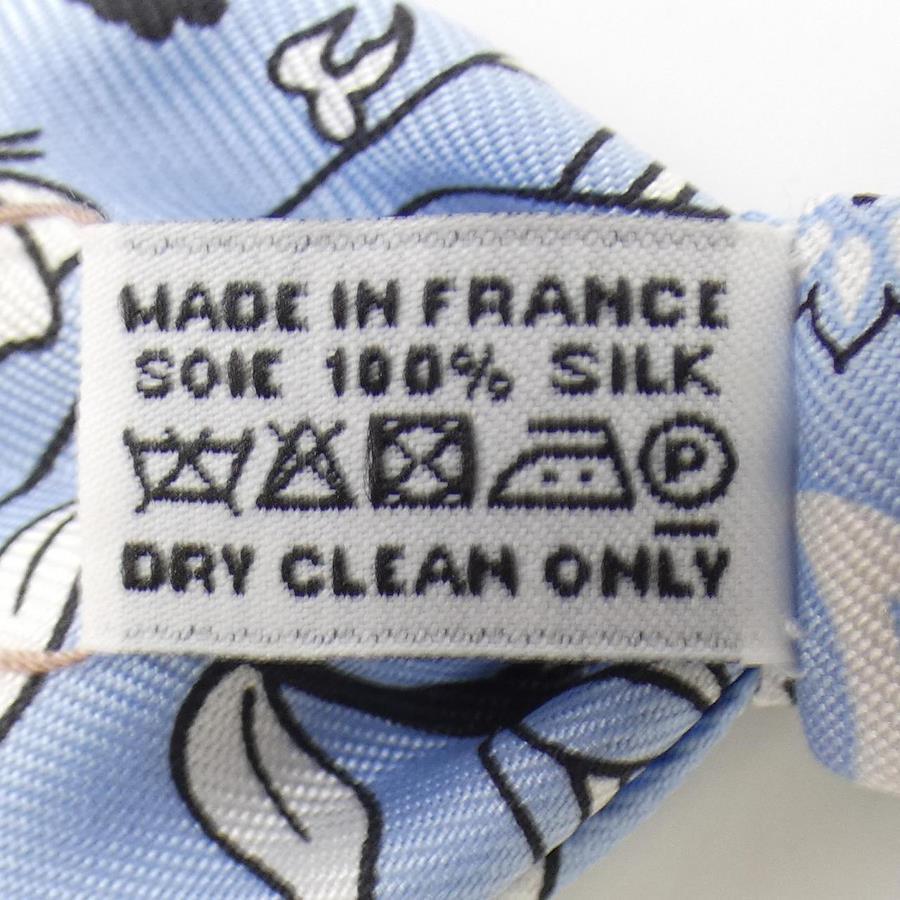 MADE IN FRANCE
SOIE 100% SILK
P
DRY CLEAN ONLY